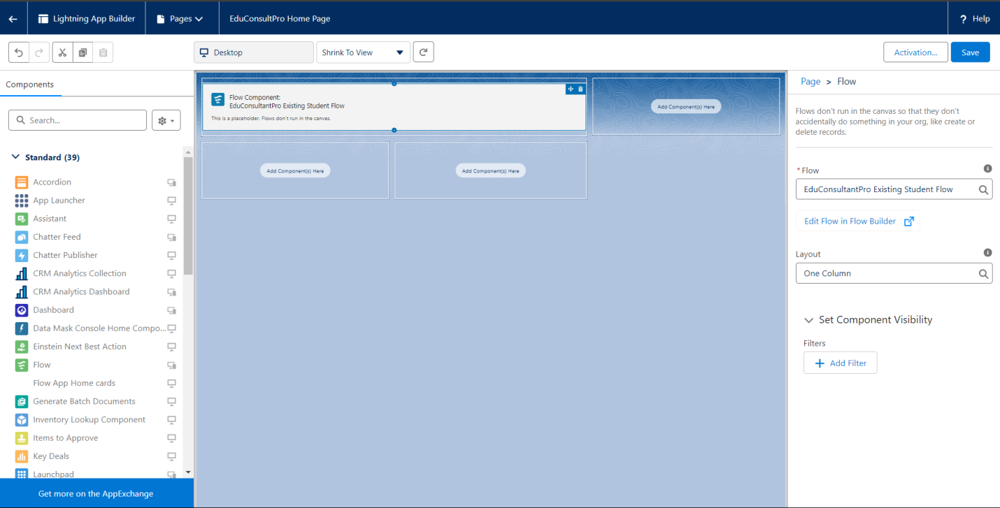 Lightning App Builder
Pages
EduConsultPro Home Page
? Help
Desktop
Shrink To View
Activation...
Save
Components
Search...
Standard (39)
Accordion
App Launcher
Assistant
Chatter Feed
Chatter Publisher
CRM Analytics Collection
CRM Analytics Dashboard
Dashboard
Data Mask Console Home Compo...
Einstein Next Best Action
Flow
Flow App Home cards
Generate Batch Documents
Inventory Lookup Component
Items to Approve
Key Deals
Launchpad
Get more on the AppExchange
Flow Component:
EduConsultantPro Existing Student Flow
This is a placeholder. Flows don't run in the canvas.
Add Component(s) Here
Add Component(s) Here
Add Component(s) Here
Page > Flow
Flows don't run in the canvas so that they don't
accidentally do something in your org, like create or
delete records.
* Flow
EduConsultantPro Existing Student Flow
Edit Flow in Flow Builder
Layout
One Column
Set Component Visibility
Filters
+ Add Filter